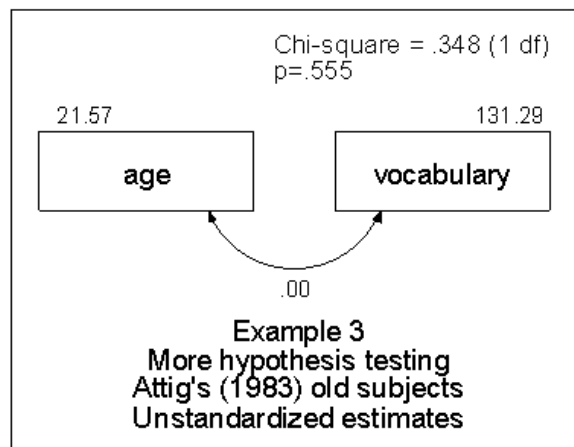 Chi-square = .348 (1 df)
p=.555
21.57
131.29
age
vocabulary
.00
Example 3
More hypothesis testing
Attig's (1983) old subjects
Unstandardized estimates